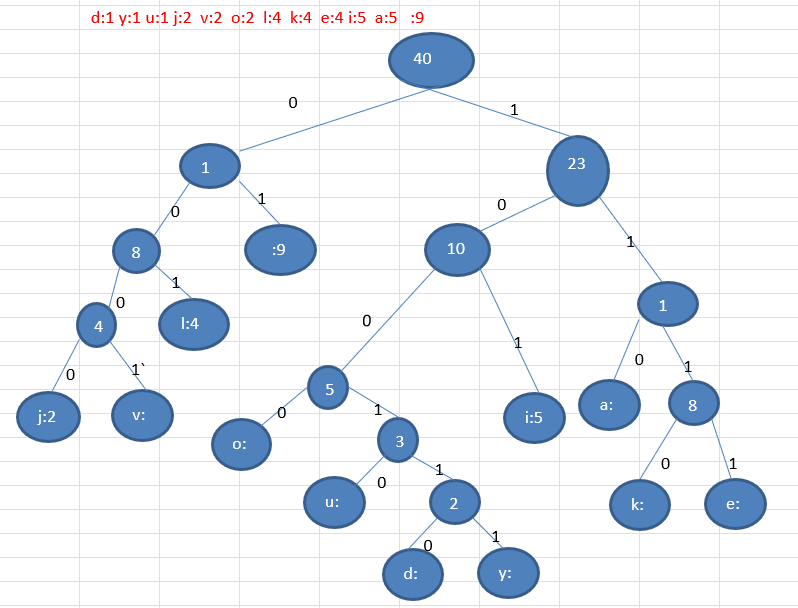 d:1 y:1 u:1 j:2 v:2 o:2 l:4 k:4 e:4 i:5 a:5 :9
40
0 1
1 23
0 1 0 1
8 :9 10 1
0 1 0 1 0 1
4 l:4 5 i:5 a: 8
0 1` 0 1 0 1
j:2 v: o: 3 k: e:
0 1
u: 2
0 1
d: y: